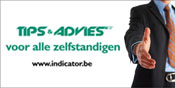 TIPS & ADVIES
voor alle zelfstandigen
www.indicator.be